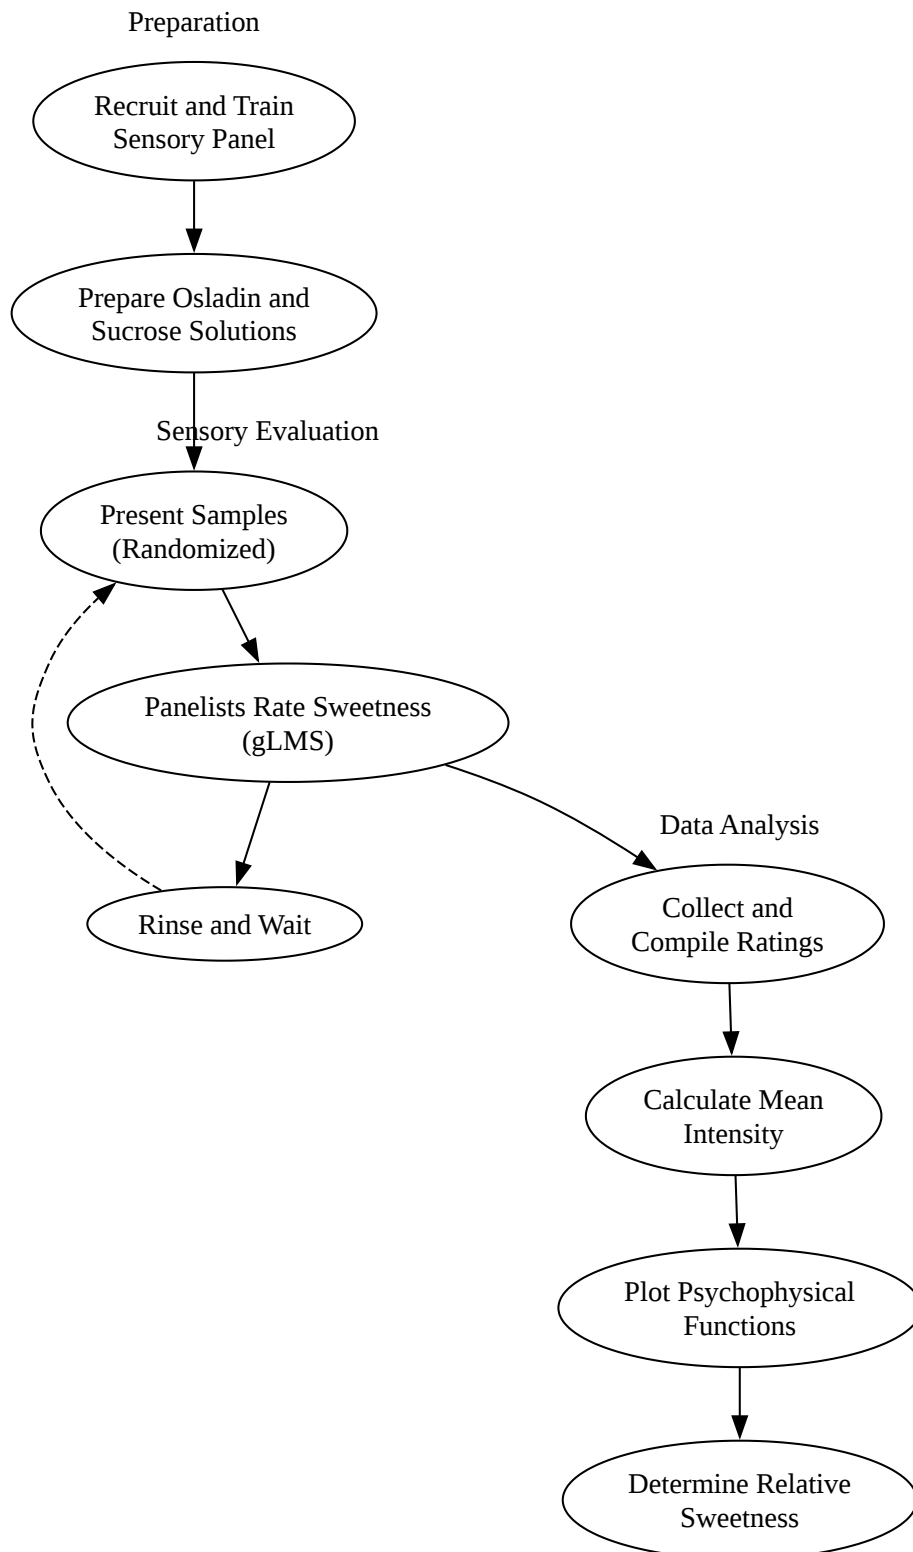 Preparation
Recruit and Train
Sensory Panel
Prepare Osladin and
Sucrose Solutions
Sensory Evaluation
Present Samples
(Randomized)
Panelists Rate Sweetness
(gLMS)
Rinse and Wait
Data Analysis
Collect and
Compile Ratings
Calculate Mean
Intensity
Plot Psychophysical
Functions
Determine Relative
Sweetness